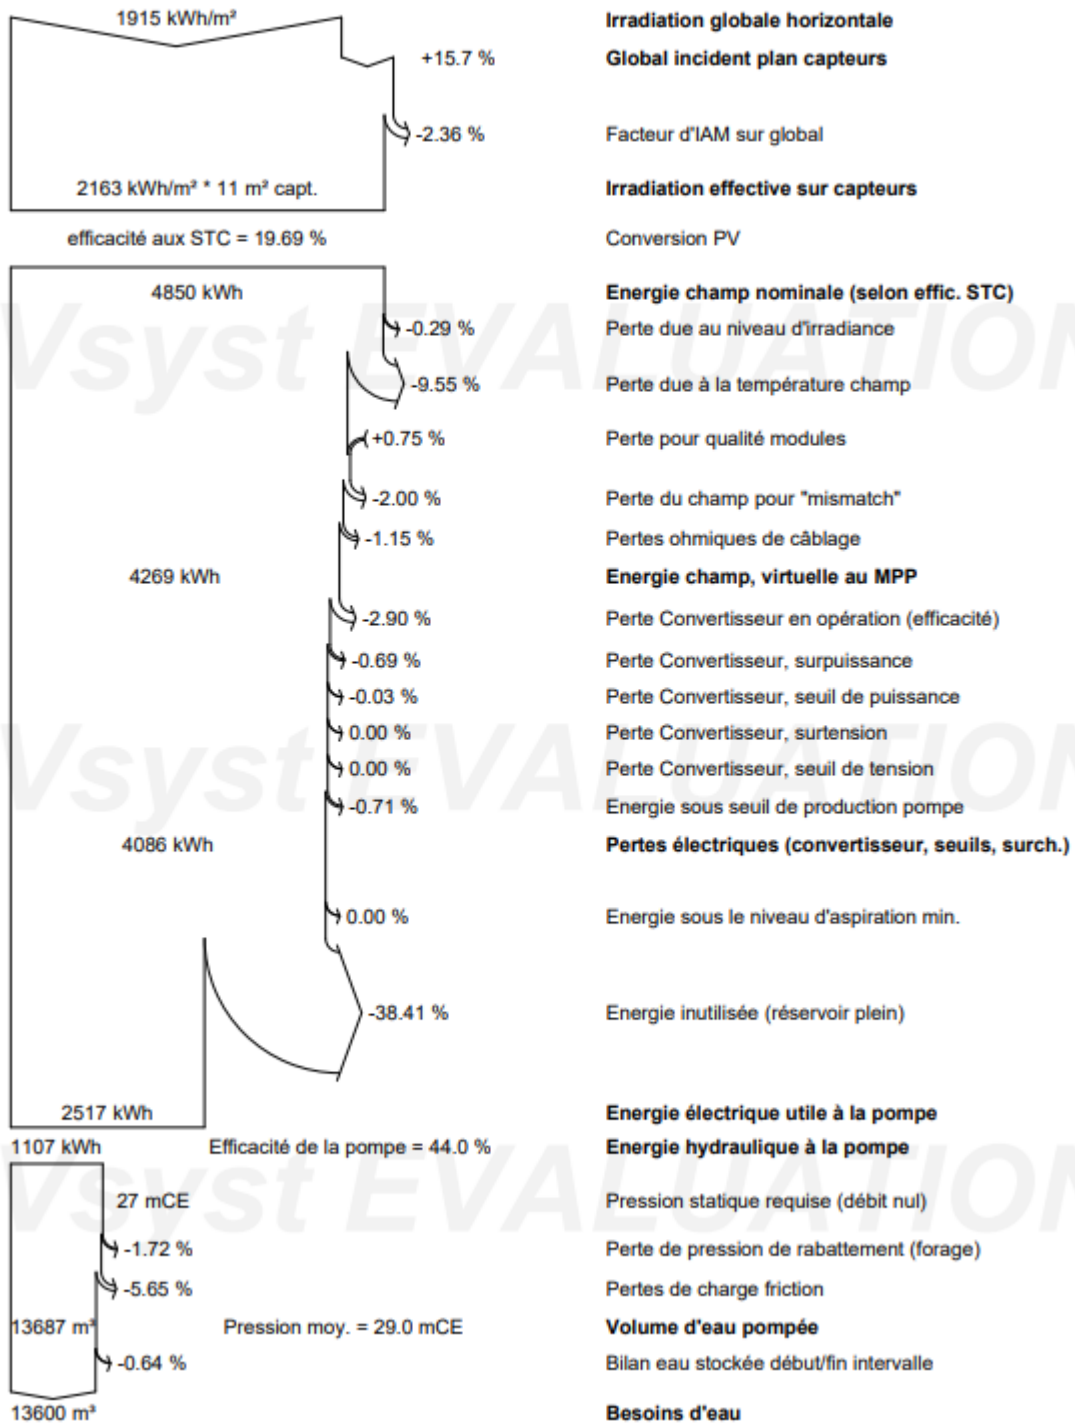 1915 kWh/m² Irradiation globale horizontale
+15.7 % Global incident plan capteurs
-2.36 % Facteur d'IAM sur global
2163 kWh/m² * 11 m² capt. Irradiation effective sur capteurs
efficacité aux STC = 19.69 % Conversion PV
4850 kWh Energie champ nominale (selon effic. STC)
Vsyst EVALUATION
-0.29 % Perte due au niveau d'irradiance
-9.55 % Perte due à la température champ
+0.75 % Perte pour qualité modules
-2.00 % Perte du champ pour "mismatch"
-1.15 % Pertes ohmiques de câblage
4269 kWh Energie champ, virtuelle au MPP
-2.90 % Perte Convertisseur en opération (efficacité)
-0.69 % Perte Convertisseur, surpuissance
-0.03 % Perte Convertisseur, seuil de puissance
0.00 % Perte Convertisseur, surtension
Vsyst EVALUATION
0.00 % Perte Convertisseur, seuil de tension
-0.71 % Energie sous seuil de production pompe
4086 kWh Pertes électriques (convertisseur, seuils, surch.)
0.00 % Energie sous le niveau d'aspiration min.
-38.41 % Energie inutilisée (réservoir plein)
2517 kWh Energie électrique utile à la pompe
1107 kWh Efficacité de la pompe = 44.0 % Energie hydraulique à la pompe
Vsyst EVALUATION
27 mCE Pression statique requise (débit nul)
-1.72 % Perte de pression de rabattement (forage)
-5.65 % Pertes de charge friction
13687 m³ Pression moy. = 29.0 mCE Volume d'eau pompée
-0.64 % Bilan eau stockée début/fin intervalle
13600 m³ Besoins d'eau